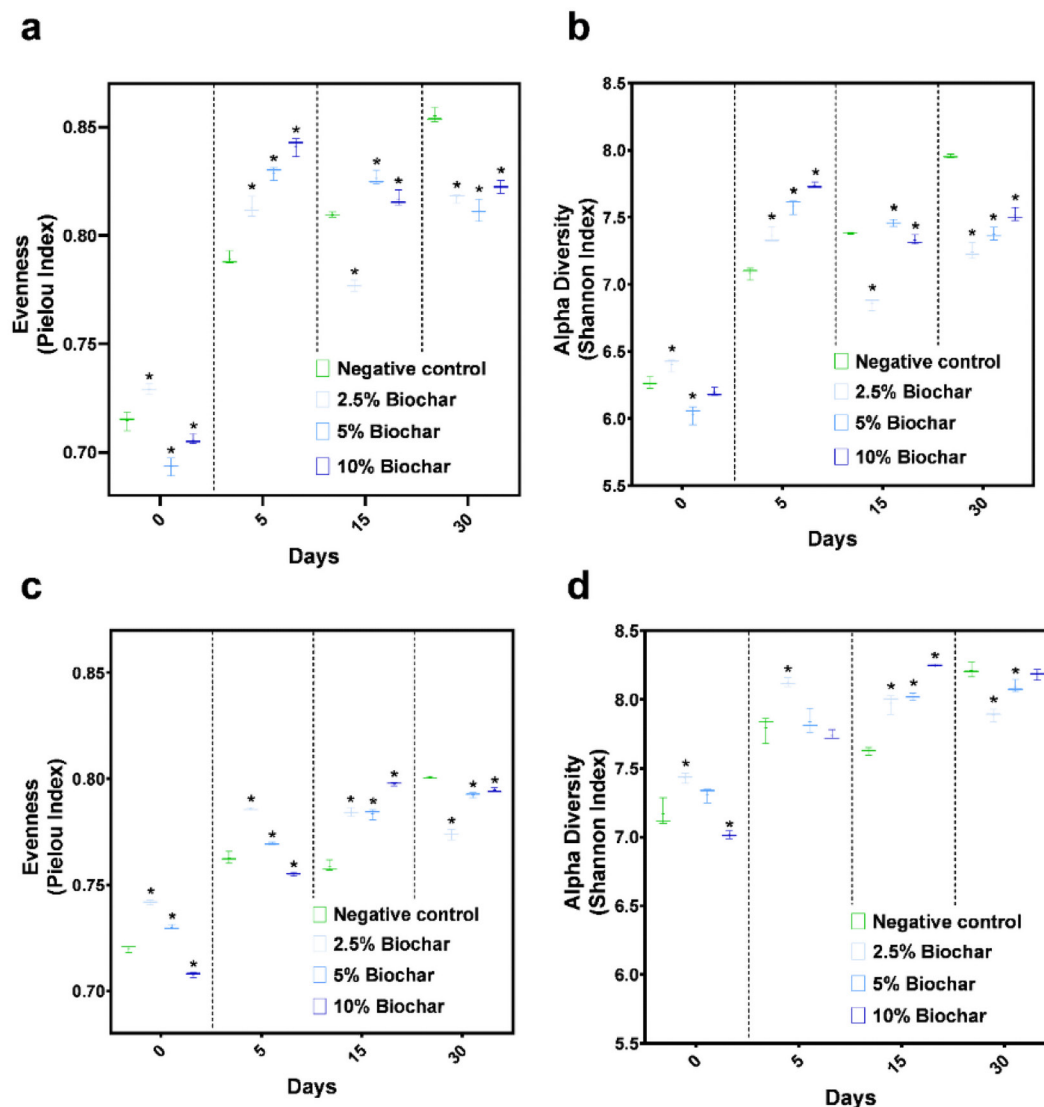 a
Evenness
(Pielou Index)
0.85
0.80
0.75
0.70
* * * *
* * * *
* * *
* * *
Negative control
2.5% Biochar
5% Biochar
10% Biochar
0 5 15 30
Days
b
Alpha Diversity
(Shannon Index)
8.5
8.0
7.5
7.0
6.5
6.0
5.5
* *
* * *
* * *
* * *
Negative control
2.5% Biochar
5% Biochar
10% Biochar
0 5 15 30
Days
c
Evenness
(Pielou Index)
0.85
0.80
0.75
0.70
* * *
* * *
* * *
* * *
Negative control
2.5% Biochar
5% Biochar
10% Biochar
0 5 15 30
Days
d
Alpha Diversity
(Shannon Index)
8.5
8.0
7.5
7.0
6.5
6.0
5.5
* *
*
* * *
* *
Negative control
2.5% Biochar
5% Biochar
10% Biochar
0 5 15 30
Days